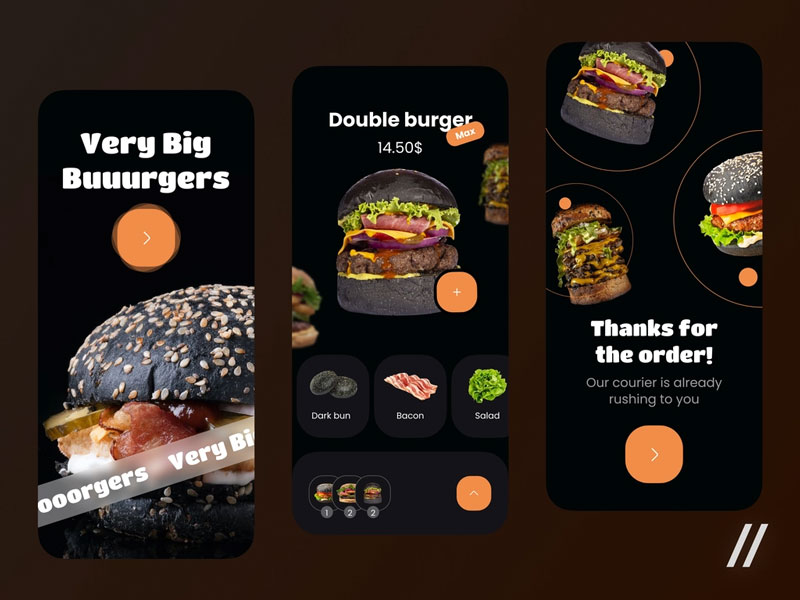 Very Big
Buuurgers
ooorgers Very Bi
Double burger
Max
14.50$
Dark bun
Bacon
Salad
1
2
2
Thanks for
the order!
Our courier is already
rushing to you